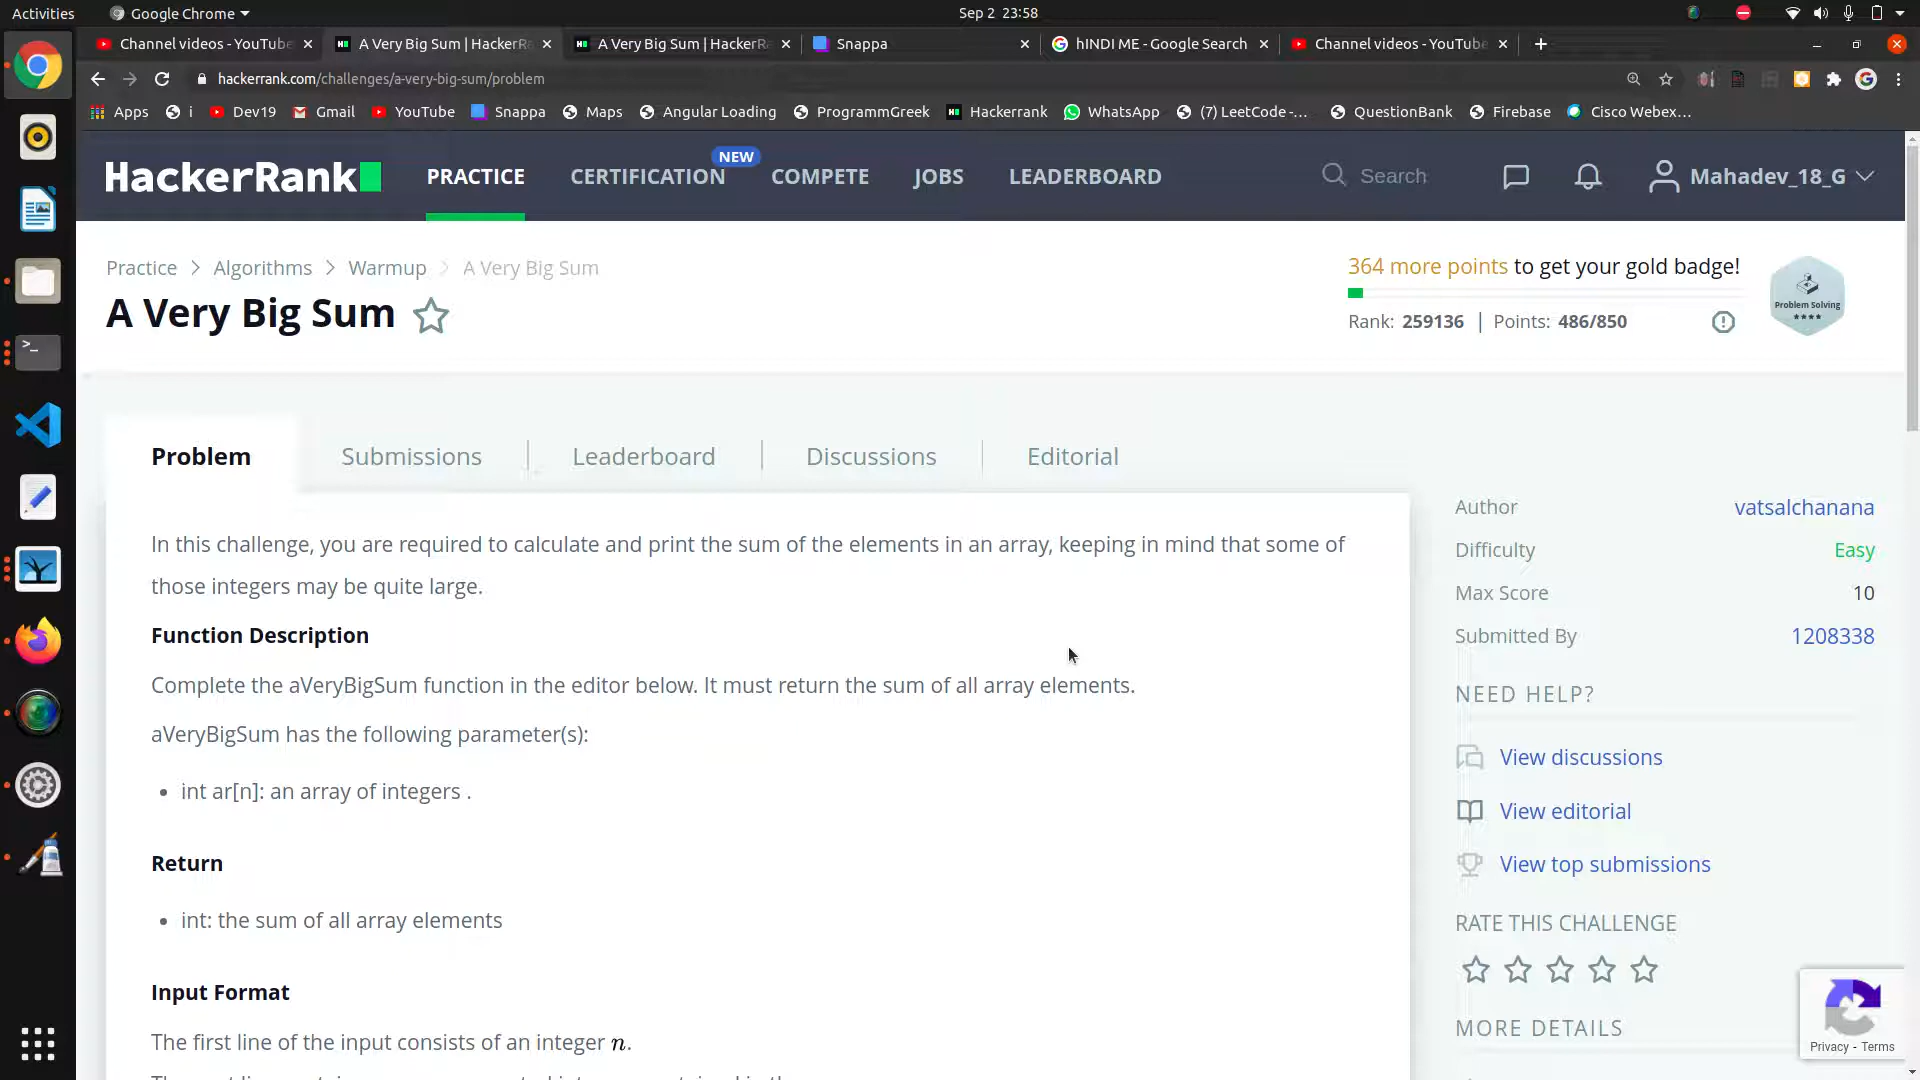 Activities
Google Chrome
Sep 2 23:58
Channel videos - YouTube
A Very Big Sum | HackerRa
A Very Big Sum | HackerRa
Snappa
hINDI ME - Google Search
Channel videos - YouTube
hackerrank.com/challenges/a-very-big-sum/problem
Apps
i
Dev19
Gmail
YouTube
Snappa
Maps
Angular Loading
ProgrammGreek
Hackerrank
WhatsApp
(7) LeetCode -...
QuestionBank
Firebase
Cisco Webex...
HackerRank
PRACTICE
CERTIFICATION
NEW
COMPETE
JOBS
LEADERBOARD
Search
Mahadev_18_G
Practice > Algorithms > Warmup > A Very Big Sum
A Very Big Sum
364 more points to get your gold badge!
Rank: 259136 | Points: 486/850
Problem Solving
Problem
Submissions
Leaderboard
Discussions
Editorial
In this challenge, you are required to calculate and print the sum of the elements in an array, keeping in mind that some of
those integers may be quite large.
Function Description
Complete the aVeryBigSum function in the editor below. It must return the sum of all array elements.
aVeryBigSum has the following parameter(s):
• int ar[n]: an array of integers .
Return
• int: the sum of all array elements
Input Format
The first line of the input consists of an integer n.
Author vatsalchanana
Difficulty Easy
Max Score 10
Submitted By 1208338
NEED HELP?
View discussions
View editorial
View top submissions
RATE THIS CHALLENGE
MORE DETAILS
Privacy - Terms